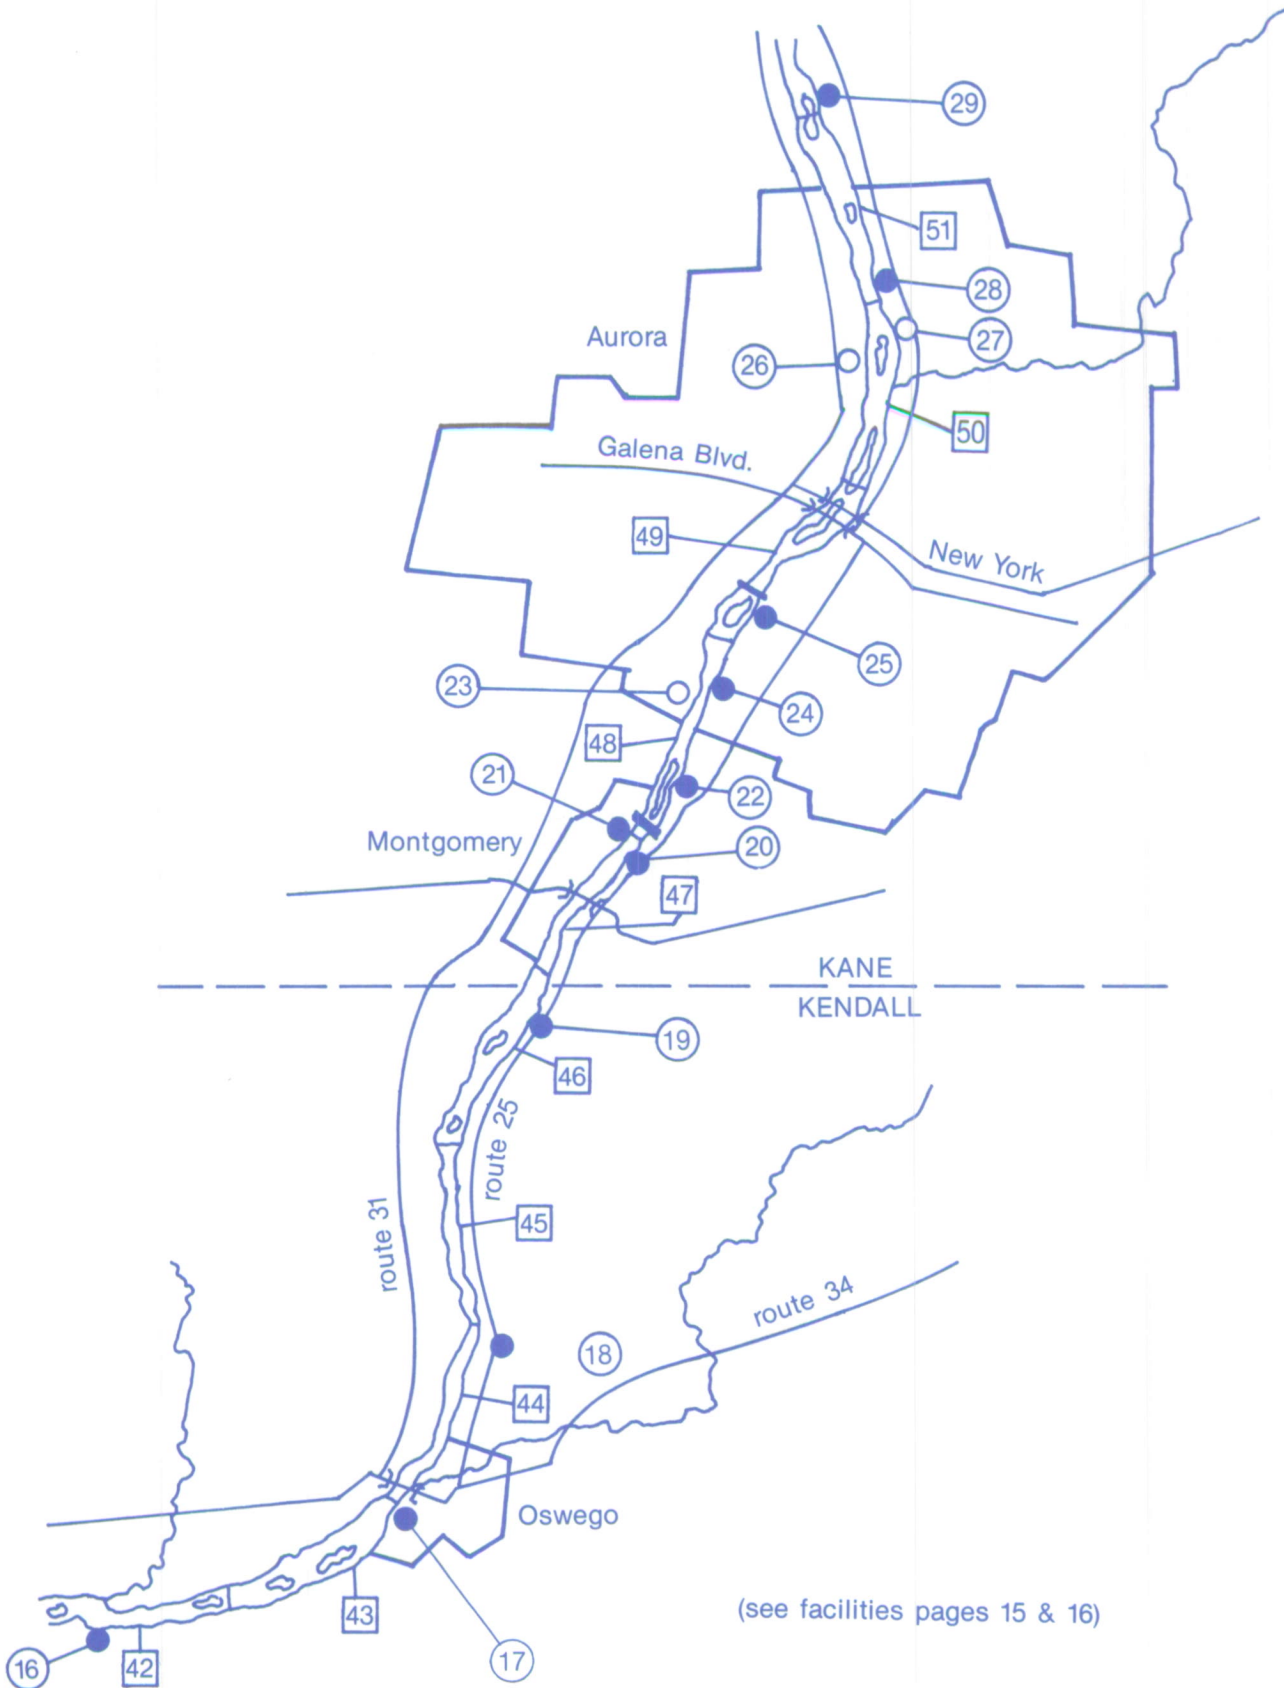 29
51
28
27
Aurora
26
50
Galena Blvd.
49
New York
25
23
24
48
21
22
Montgomery
20
47
KANE
KENDALL
19
46
route 25
route 31
45
route 34
18
44
Oswego
43
(see facilities pages 15 & 16)
16
42
17